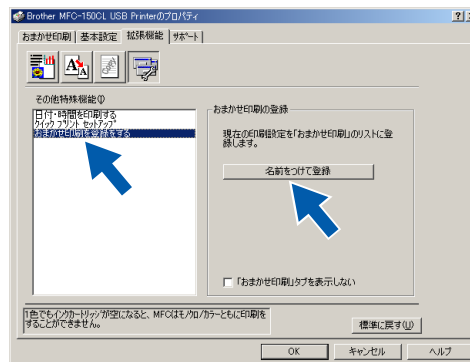 Brother MFC-150CL USB Printerのプロパティ
おまかせ印刷 基本設定 拡張機能 サポート
その他特殊機能(I)
日付・時間を印刷する
クイックプリント セットアップ
おまかせ印刷を登録をする
おまかせ印刷の登録
現在の印刷設定を「おまかせ印刷」のリストに登
録します。
名前をつけて登録
「おまかせ印刷」タブを表示しない
1色でもインクカートリッジが空になると、MFCはモノクロ/カラーともに印刷を
することができません。
標準に戻す(U)
OK キャンセル ヘルプ